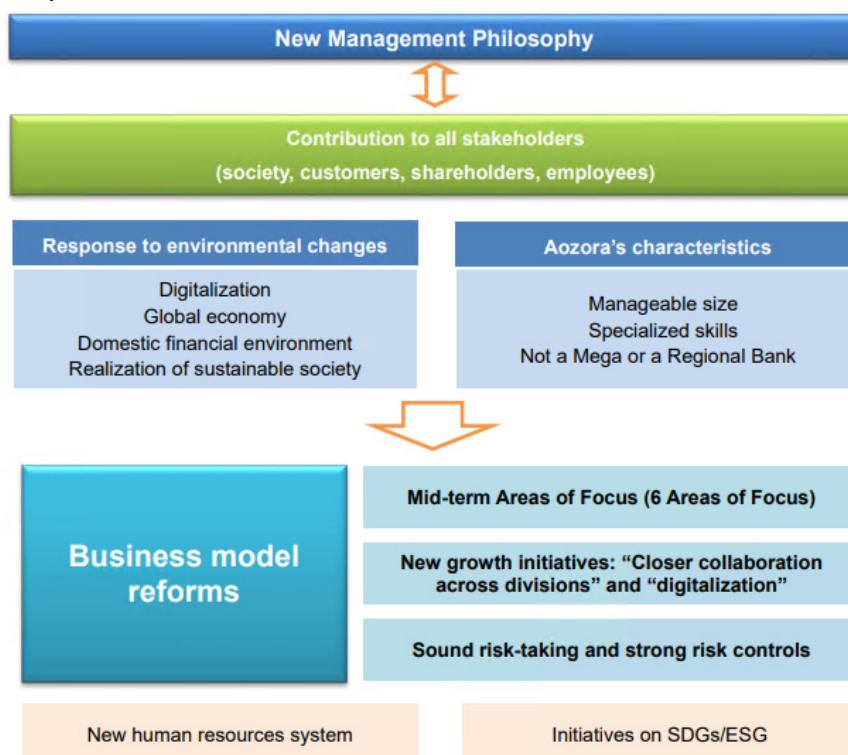 New Management Philosophy
Contribution to all stakeholders
(society, customers, shareholders, employees)
Response to environmental changes
Digitalization
Global economy
Domestic financial environment
Realization of sustainable society
Aozora’s characteristics
Manageable size
Specialized skills
Not a Mega or a Regional Bank
Business model
reforms
Mid-term Areas of Focus (6 Areas of Focus)
New growth initiatives: “Closer collaboration
across divisions” and “digitalization”
Sound risk-taking and strong risk controls
New human resources system
Initiatives on SDGs/ESG